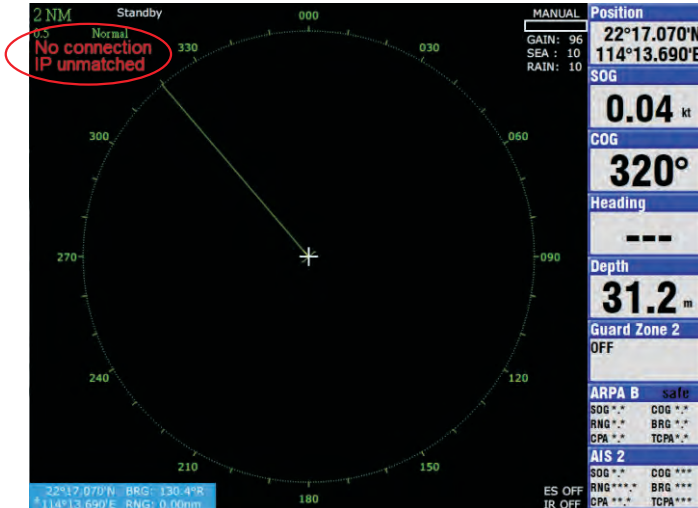 2 NM
Standby
0.5
Normal
No connection
IP unmatched
MANUAL
GAIN: 96
SEA : 10
RAIN: 10
000
030
060
090
120
150
180
210
240
270
300
330
22°17.070'N BRG: 130.4°R
114°13.690'E RNG: 0.00nm
ES OFF
IR OFF
Position
22°17.070'N
114°13.690'E
SOG
0.04 kt
COG
320°
Heading
---
Depth
31.2 m
Guard Zone 2
OFF
ARPA B safe
SOG *.* COG *.*
RNG *.* BRG *.*
CPA *.* TCPA *.*
AIS 2
SOG *.* COG ***
RNG ***.* BRG ***
CPA **.* TCPA ***